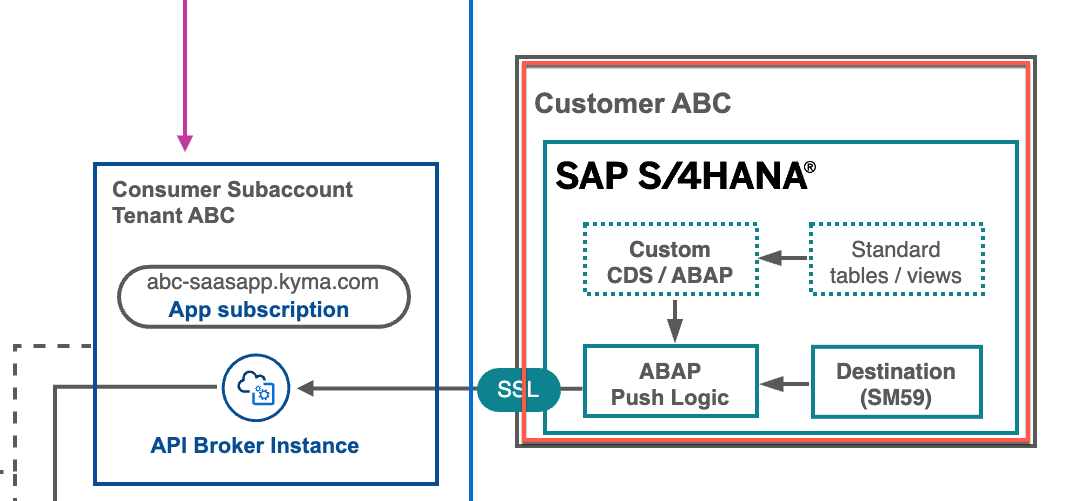 Customer ABC
SAP S/4HANA®
Consumer Subaccount
Tenant ABC
Custom
CDS / ABAP
Standard
tables / views
abc-saasapp.kyma.com
App subscription
ABAP
Push Logic
Destination
(SM59)
SSL
API Broker Instance